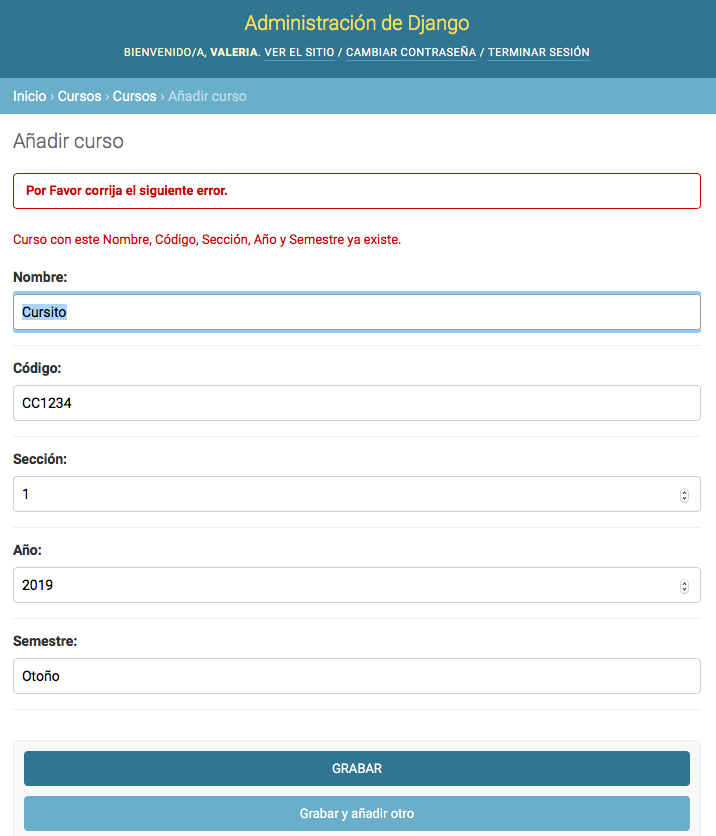 Administración de Django
BIENVENIDO/A, VALERIA. VER EL SITIO / CAMBIAR CONTRASEÑA / TERMINAR SESIÓN
Inicio › Cursos › Cursos › Añadir curso
Añadir curso
Por Favor corrija el siguiente error.
Curso con este Nombre, Código, Sección, Año y Semestre ya existe.
Nombre:
Cursito
Código:
CC1234
Sección:
1
Año:
2019
Semestre:
Otoño
GRABAR
Grabar y añadir otro